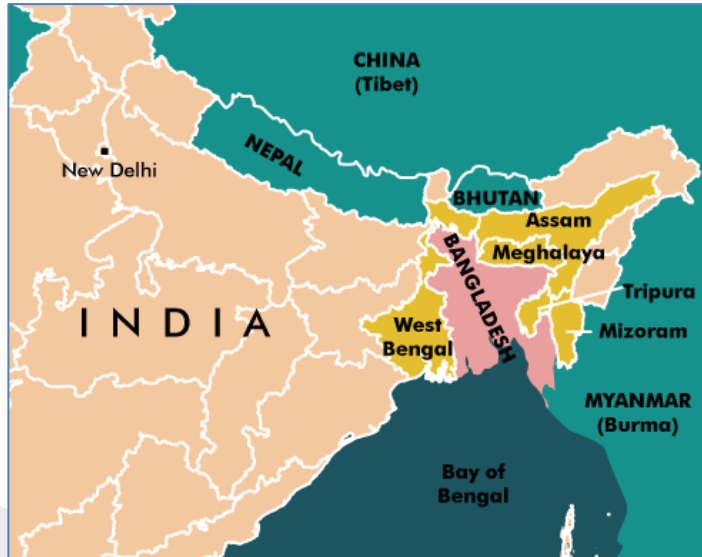 CHINA
(Tibet)
NEPAL
New Delhi
BHUTAN
Assam
Meghalaya
BANGLADESH
Tripura
INDIA
West
Bengal
Mizoram
MYANMAR
(Burma)
Bay of
Bengal